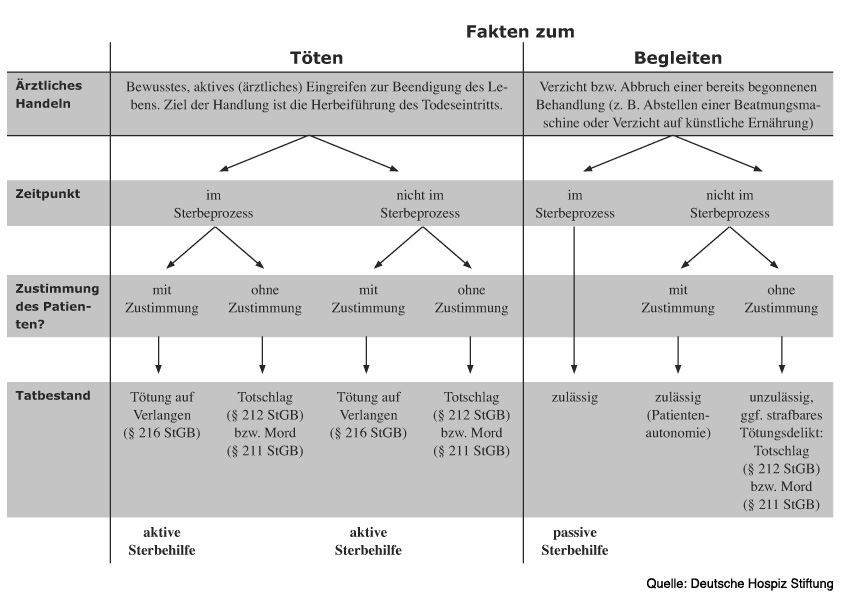 Fakten zum
Töten
Begleiten
Ärztliches
Handeln
Bewusstes, aktives (ärztliches) Eingreifen zur Beendigung des Le-
bens. Ziel der Handlung ist die Herbeiführung des Todeseintritts.
Verzicht bzw. Abbruch einer bereits begonnenen
Behandlung (z. B. Abstellen einer Beatmungsma-
schine oder Verzicht auf künstliche Ernährung)
Zeitpunkt
im
Sterbeprozess
nicht im
Sterbeprozess
im
Sterbeprozess
nicht im
Sterbeprozess
Zustimmung
des Patien-
ten?
mit
Zustimmung
ohne
Zustimmung
mit
Zustimmung
ohne
Zustimmung
mit
Zustimmung
ohne
Zustimmung
Tatbestand
Tötung auf
Verlangen
(§ 216 StGB)
Totschlag
(§ 212 StGB)
bzw. Mord
(§ 211 StGB)
Tötung auf
Verlangen
(§ 216 StGB)
Totschlag
(§ 212 StGB)
bzw. Mord
(§ 211 StGB)
zulässig
zulässig
(Patienten-
autonomie)
unzulässig,
ggf. strafbares
Tötungsdelikt:
Totschlag
(§ 212 StGB)
bzw. Mord
(§ 211 StGB)
aktive
Sterbehilfe
aktive
Sterbehilfe
passive
Sterbehilfe
Quelle: Deutsche Hospiz Stiftung